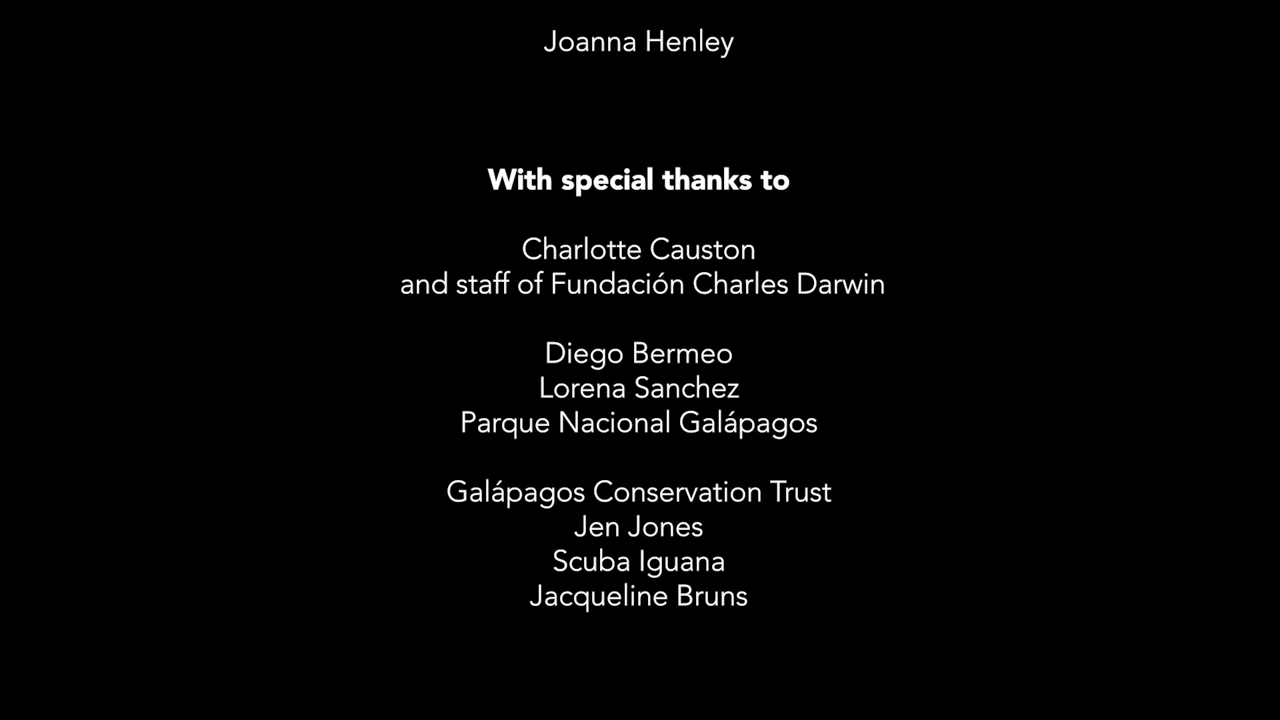 Joanna Henley
With special thanks to
Charlotte Causton
and staff of Fundación Charles Darwin
Diego Bermeo
Lorena Sanchez
Parque Nacional Galápagos
Galápagos Conservation Trust
Jen Jones
Scuba Iguana
Jacqueline Bruns